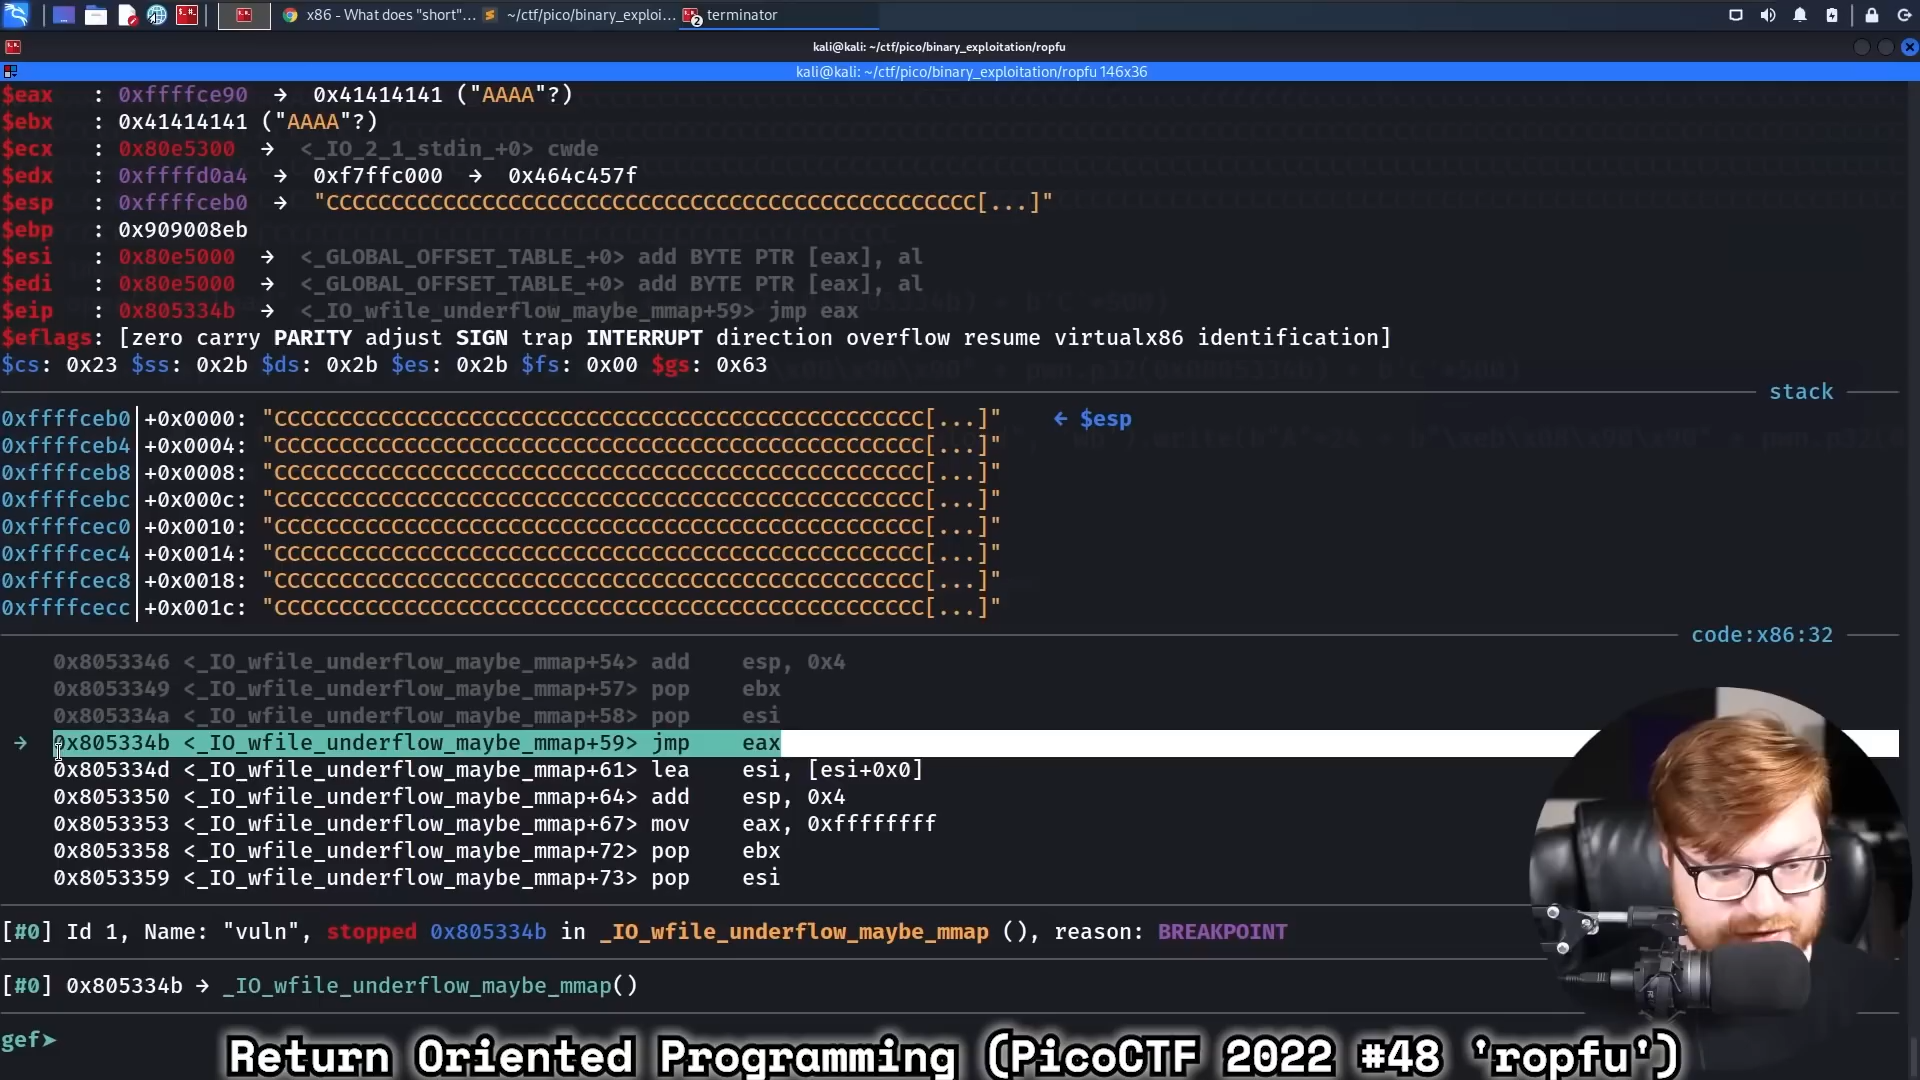 x86 - What does "short"...
~/ctf/pico/binary_exploi...
2 terminator
kali@kali: ~/ctf/pico/binary_exploitation/ropfu
kali@kali: ~/ctf/pico/binary_exploitation/ropfu 146x36
$eax : 0xffffce90 → 0x41414141 ("AAAA"?)
$ebx : 0x41414141 ("AAAA"?)
$ecx : 0x80e5300 → <_IO_2_1_stdin_+0> cwde
$edx : 0xffffd0a4 → 0xf7ffc000 → 0x464c457f
$esp : 0xffffceb0 → "CCCCCCCCCCCCCCCCCCCCCCCCCCCCCCCCCCCCCCCCCCCCCCCCCC[...]"
$ebp : 0x909008eb
$esi : 0x80e5000 → <_GLOBAL_OFFSET_TABLE_+0> add BYTE PTR [eax], al
$edi : 0x80e5000 → <_GLOBAL_OFFSET_TABLE_+0> add BYTE PTR [eax], al
$eip : 0x805334b → <_IO_wfile_underflow_maybe_mmap+59> jmp eax
$eflags: [zero carry PARITY adjust SIGN trap INTERRUPT direction overflow resume virtualx86 identification]
$cs: 0x23 $ss: 0x2b $ds: 0x2b $es: 0x2b $fs: 0x00 $gs: 0x63
stack
0xffffceb0│+0x0000: "CCCCCCCCCCCCCCCCCCCCCCCCCCCCCCCCCCCCCCCCCCCCCCCCCC[...]" ← $esp
0xffffceb4│+0x0004: "CCCCCCCCCCCCCCCCCCCCCCCCCCCCCCCCCCCCCCCCCCCCCCCCCC[...]"
0xffffceb8│+0x0008: "CCCCCCCCCCCCCCCCCCCCCCCCCCCCCCCCCCCCCCCCCCCCCCCCCC[...]"
0xffffcebc│+0x000c: "CCCCCCCCCCCCCCCCCCCCCCCCCCCCCCCCCCCCCCCCCCCCCCCCCC[...]"
0xffffcec0│+0x0010: "CCCCCCCCCCCCCCCCCCCCCCCCCCCCCCCCCCCCCCCCCCCCCCCCCC[...]"
0xffffcec4│+0x0014: "CCCCCCCCCCCCCCCCCCCCCCCCCCCCCCCCCCCCCCCCCCCCCCCCCC[...]"
0xffffcec8│+0x0018: "CCCCCCCCCCCCCCCCCCCCCCCCCCCCCCCCCCCCCCCCCCCCCCCCCC[...]"
0xffffcecc│+0x001c: "CCCCCCCCCCCCCCCCCCCCCCCCCCCCCCCCCCCCCCCCCCCCCCCCCC[...]"
code:x86:32
0x8053346 <_IO_wfile_underflow_maybe_mmap+54> add esp, 0x4
0x8053349 <_IO_wfile_underflow_maybe_mmap+57> pop ebx
0x805334a <_IO_wfile_underflow_maybe_mmap+58> pop esi
→ 0x805334b <_IO_wfile_underflow_maybe_mmap+59> jmp eax
0x805334d <_IO_wfile_underflow_maybe_mmap+61> lea esi, [esi+0x0]
0x8053350 <_IO_wfile_underflow_maybe_mmap+64> add esp, 0x4
0x8053353 <_IO_wfile_underflow_maybe_mmap+67> mov eax, 0xffffffff
0x8053358 <_IO_wfile_underflow_maybe_mmap+72> pop ebx
0x8053359 <_IO_wfile_underflow_maybe_mmap+73> pop esi
[#0] Id 1, Name: "vuln", stopped 0x805334b in _IO_wfile_underflow_maybe_mmap (), reason: BREAKPOINT
[#0] 0x805334b → _IO_wfile_underflow_maybe_mmap()
gef➤
Return Oriented Programming (PicoCTF 2022 #48 'ropfu')